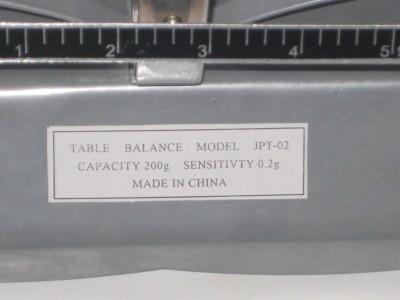 1 2 3 4 5
TABLE BALANCE MODEL JPT-02
CAPACITY 200g SENSITIVTY 0.2g
MADE IN CHINA